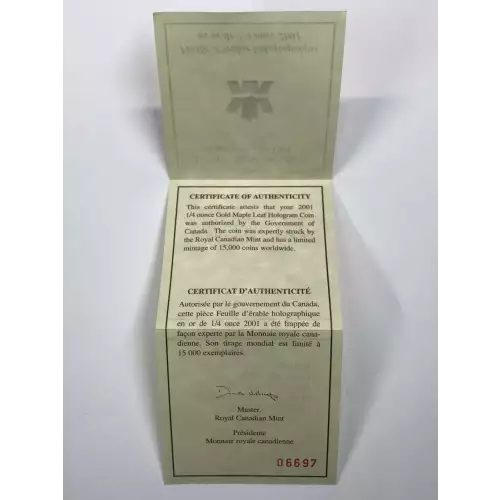 CERTIFICATE OF AUTHENTICITY
This certificate attests that your 2001
1/4 ounce Gold Maple Leaf Hologram Coin
was authorized by the Government of
Canada. The coin was expertly struck by
the Royal Canadian Mint and has a limited
mintage of 15,000 coins worldwide.
CERTIFICAT D'AUTHENTICITÉ
Autorisée par le gouvernement du Canada,
cette pièce Feuille d'érable holographique
en or de 1/4 once 2001 a été frappée de
façon experte par la Monnaie royale cana-
dienne. Son tirage mondial est limité à
15 000 exemplaires.
Master,
Royal Canadian Mint
Présidente
Monnaie royale canadienne
06697